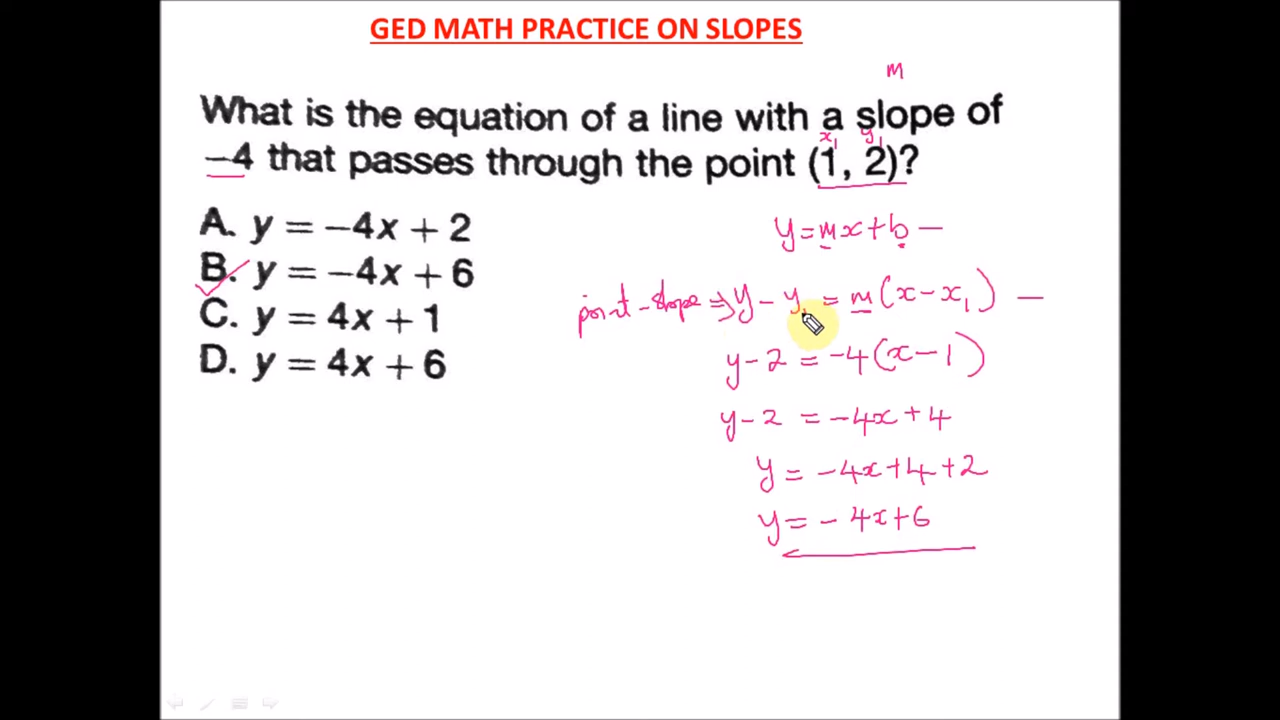 GED MATH PRACTICE ON SLOPES
m
What is the equation of a line with a slope of
x₁ y₁
−4 that passes through the point (1, 2)?
A. y = −4x + 2
B. y = −4x + 6
C. y = 4x + 1
D. y = 4x + 6
y = mx + b −
point-slope ⇒ y − y₁ = m(x − x₁) −
y − 2 = −4(x − 1)
y − 2 = −4x + 4
y = −4x + 4 + 2
y = −4x + 6